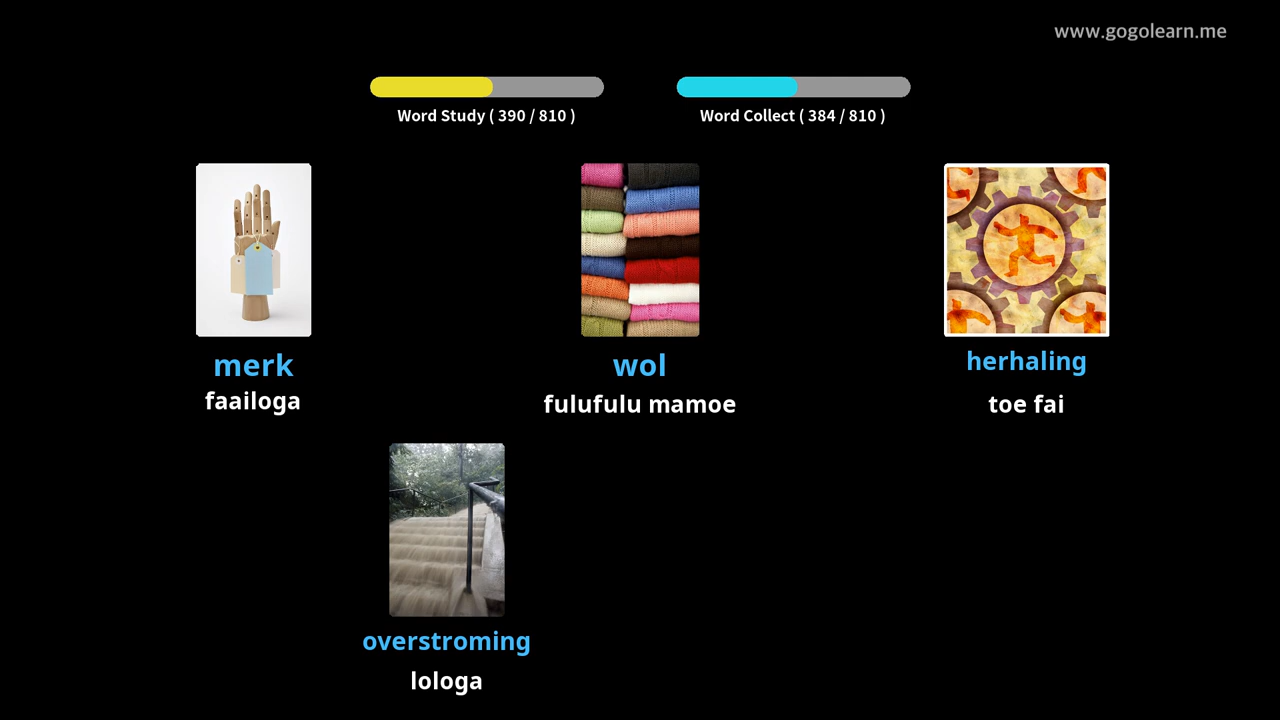 www.gogolearn.me
Word Study ( 390 / 810 )
Word Collect ( 384 / 810 )
merk
faailoga
wol
fulufulu mamoe
herhaling
toe fai
overstroming
lologa